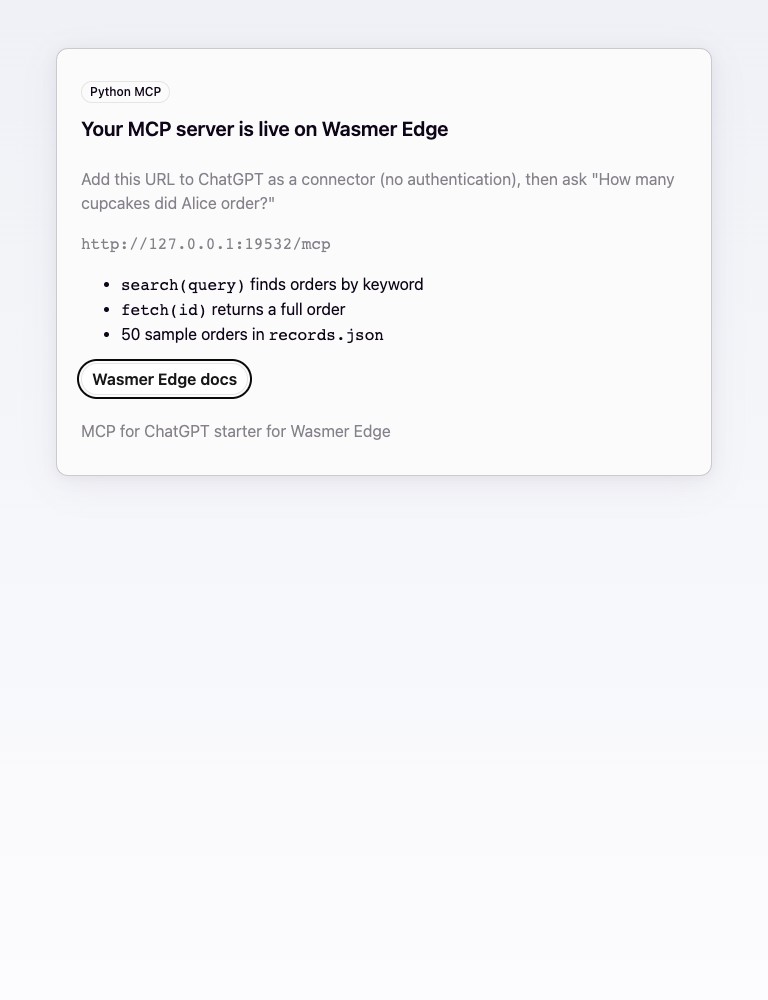 Python MCP
Your MCP server is live on Wasmer Edge
Add this URL to ChatGPT as a connector (no authentication), then ask "How many
cupcakes did Alice order?"
http://127.0.0.1:19532/mcp
• search(query) finds orders by keyword
• fetch(id) returns a full order
• 50 sample orders in records.json
Wasmer Edge docs
MCP for ChatGPT starter for Wasmer Edge